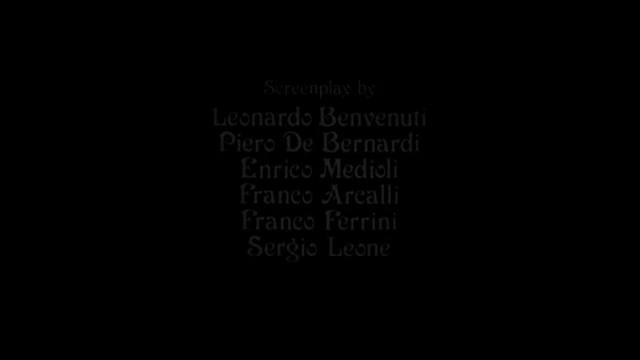 Screenplay by
Leonardo Benvenuti
Piero De Bernardi
Enrico Medioli
Franco Arcalli
Franco Ferrini
Sergio Leone